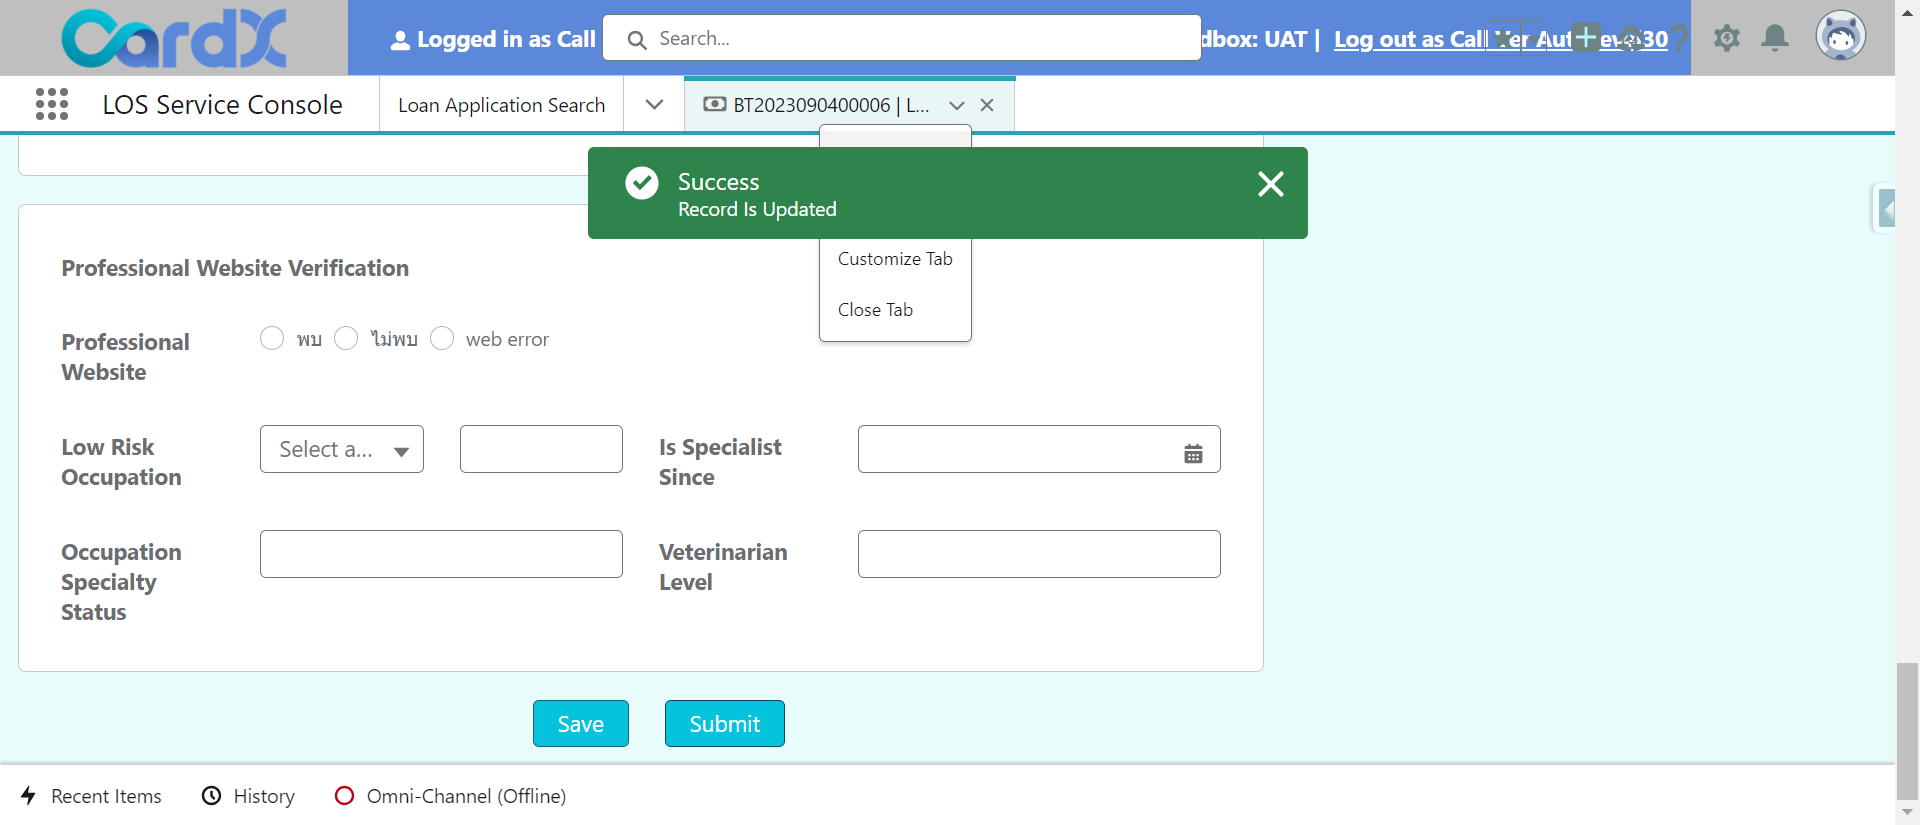 CardX
Logged in as Call
Search...
dbox: UAT |
Log out as Call Ver Aut
LOS Service Console
Loan Application Search
BT2023090400006 | L...
Success
Record Is Updated
Customize Tab
Close Tab
Professional Website Verification
Professional
Website
พบ
ไม่พบ
web error
Low Risk
Occupation
Select a...
Is Specialist
Since
Occupation
Specialty
Status
Veterinarian
Level
Save
Submit
Recent Items
History
Omni-Channel (Offline)